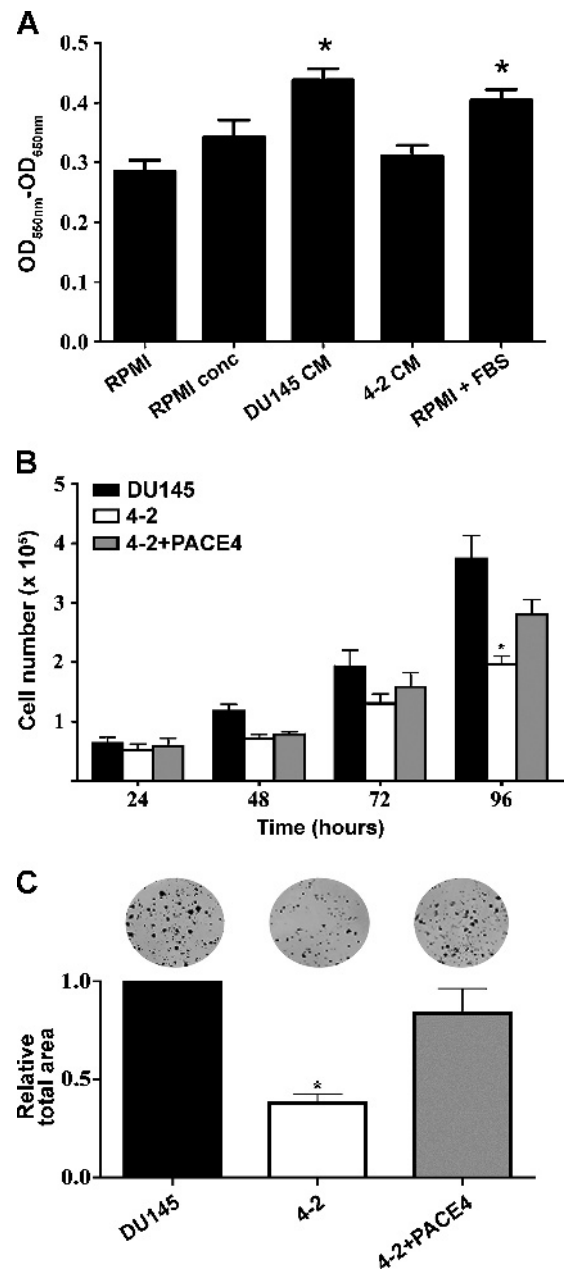 A
0.5
0.4
0.3
0.2
0.1
0.0
OD550nm-OD650nm
*
*
RPMI
RPMI conc
DU145 CM
4-2 CM
RPMI + FBS
B
DU145
4-2
4-2+PACE4
5
4
3
2
1
Cell number (x 10⁵)
*
24
48
72
96
Time (hours)
C
1.0
0.5
0.0
Relative
total area
*
DU145
4-2
4-2+PACE4